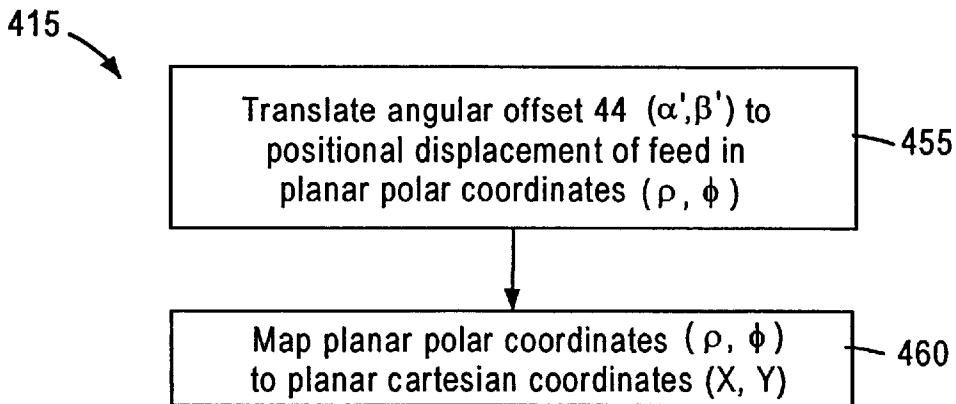 415
Translate angular offset 44 (α',β') to
positional displacement of feed in
planar polar coordinates (ρ, ϕ)
455
Map planar polar coordinates (ρ, ϕ)
to planar cartesian coordinates (X, Y)
460